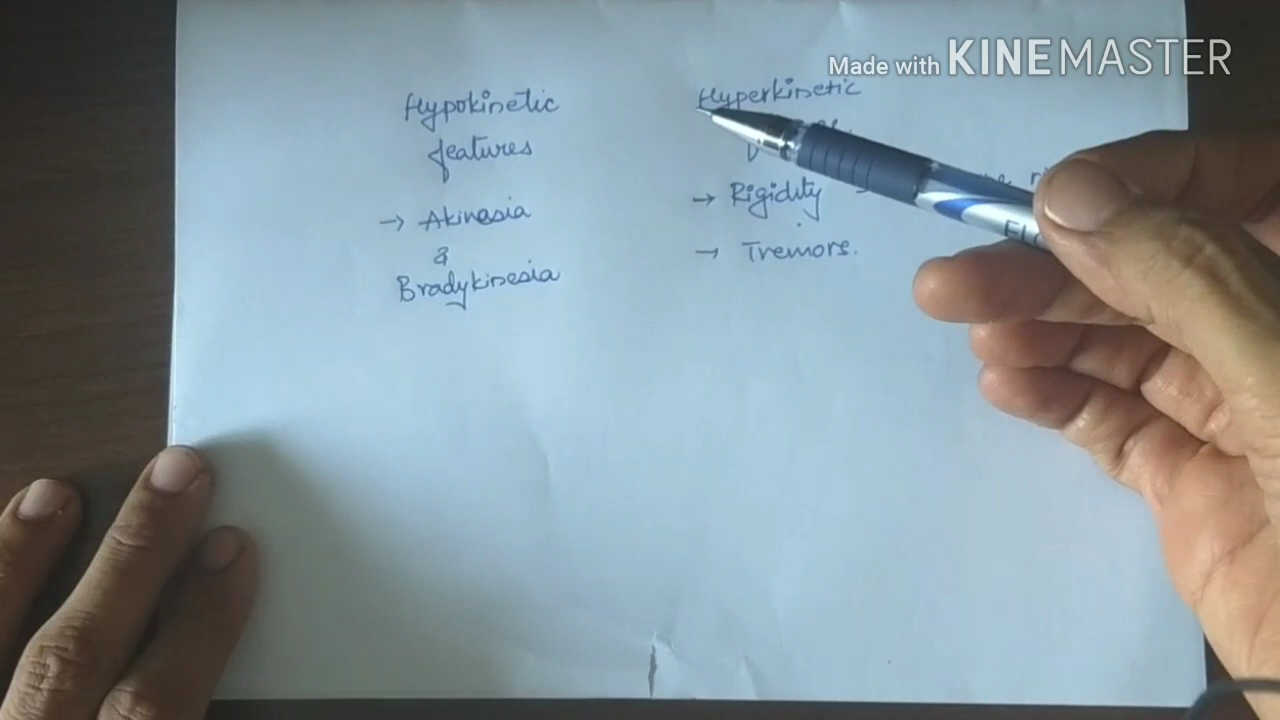 Made with KINEMASTER
Hypokinetic
features
→ Akinesia
&
Bradykinesia
Hyperkinetic
→ Rigidity
→ Tremors.